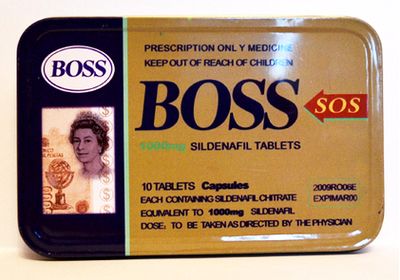 PRESCRIPTION ONLY MEDICINE
KEEP OUT OF REACH OF CHILDREN
BOSS
BOSS
SOS
1000mg SILDENAFIL TABLETS
10 TABLETS Capsules
2009RO06E
EACH CONTAINING SILDENAFIL CHITRATE
EXPIMAR00
EQUIVALENT TO 1000mg SILDENAFIL
DOSE: TO BE TAKEN AS DIRECTED BY THE PHYSICIAN